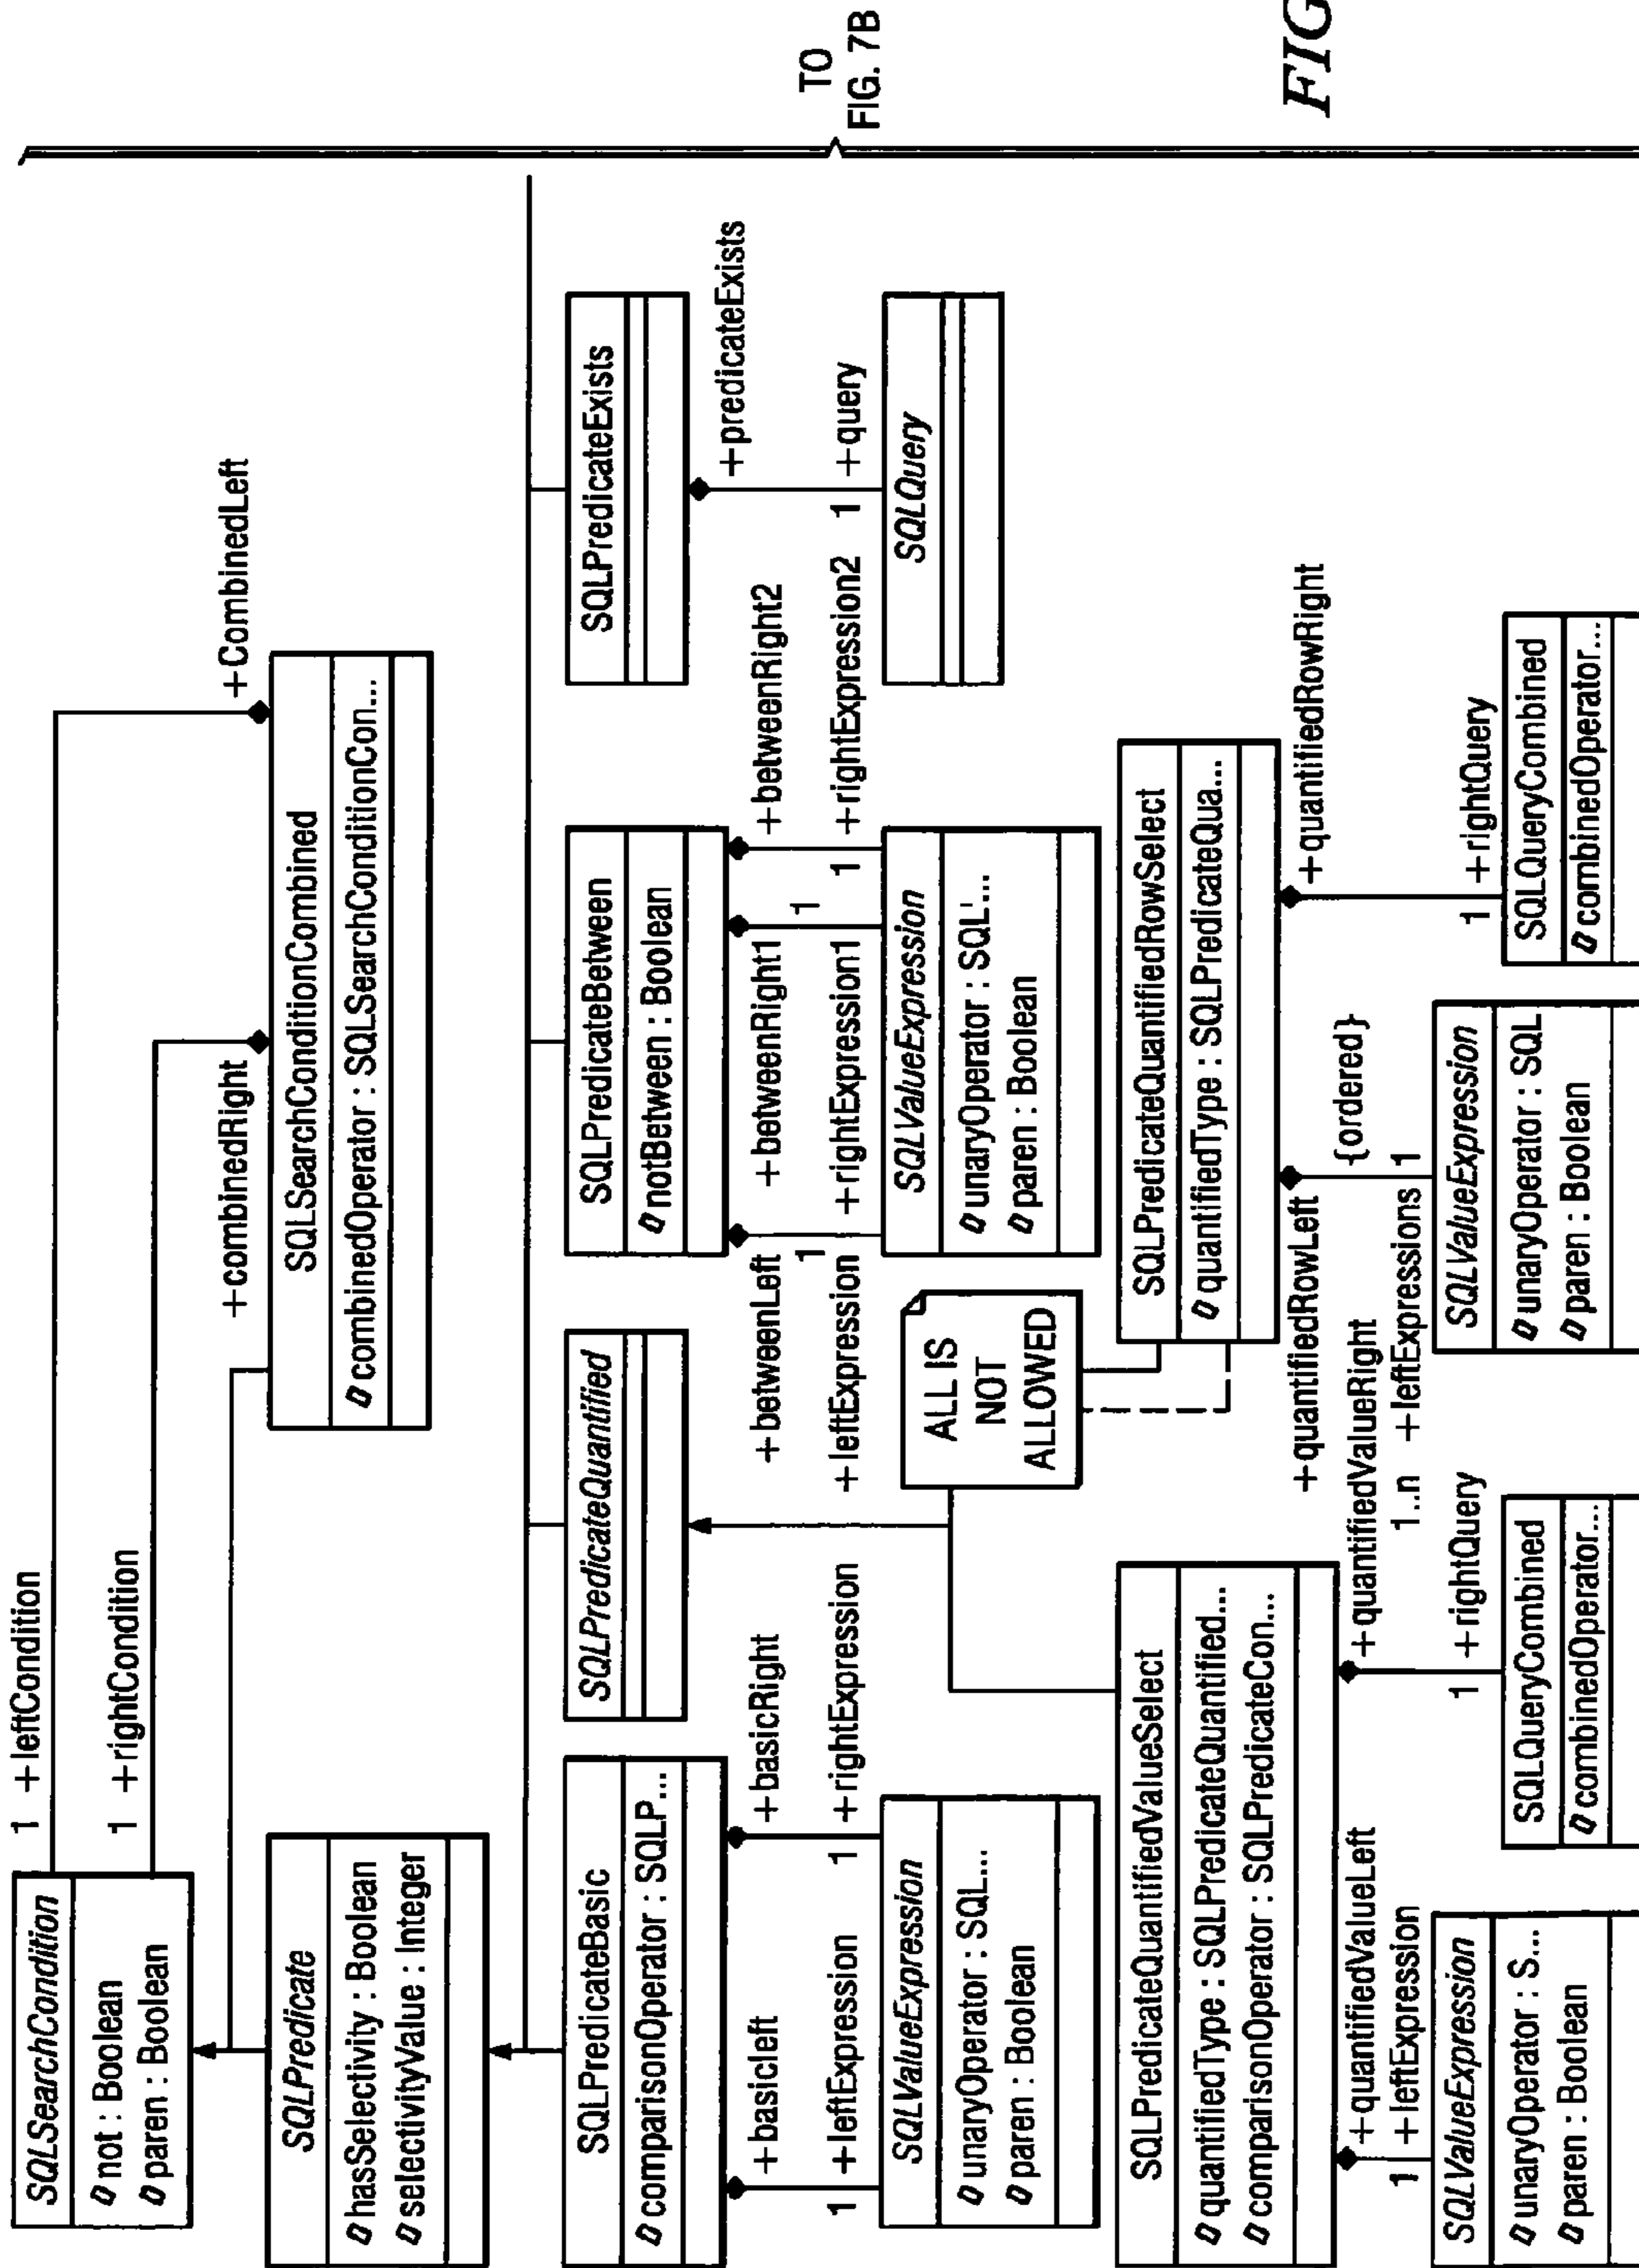 SQLSearchCondition
not : Boolean
paren : Boolean
1 +leftCondition
1 +rightCondition
+combinedRight
+CombinedLeft
SQLSearchConditionCombined
combinedOperator : SQLSearchConditionCon...
SQLPredicate
hasSelectivity : Boolean
selectivityValue : Integer
SQLPredicateBasic
comparisonOperator : SQLP...
SQLPredicateQuantified
SQLPredicateBetween
notBetween : Boolean
SQLPredicateExists
+basicleft
+basicRight
1 +leftExpression
1 +rightExpression
SQLValueExpression
unaryOperator : SQL...
paren : Boolean
+betweenLeft
+betweenRight1
+betweenRight2
+leftExpression
1
+rightExpression1
1
1 +rightExpression2
SQLValueExpression
unaryOperator : SQL...
paren : Boolean
+predicateExists
1 +query
SQLQuery
ALL IS
NOT
ALLOWED
SQLPredicateQuantifiedValueSelect
quantifiedType : SQLPredicateQuantified...
comparisonOperator : SQLPredicateCon...
SQLPredicateQuantifiedRowSelect
quantifiedType : SQLPredicateQua...
+quantifiedValueLeft
1 +leftExpression
+quantifiedValueRight
1 +rightQuery
+quantifiedRowLeft
{ordered}
1..n +leftExpressions 1
+quantifiedRowRight
1 +rightQuery
SQLValueExpression
unaryOperator : S...
paren : Boolean
SQLQueryCombined
combinedOperator...
SQLValueExpression
unaryOperator : SQL
paren : Boolean
SQLQueryCombined
combinedOperator...
TO
FIG. 7B
FIG